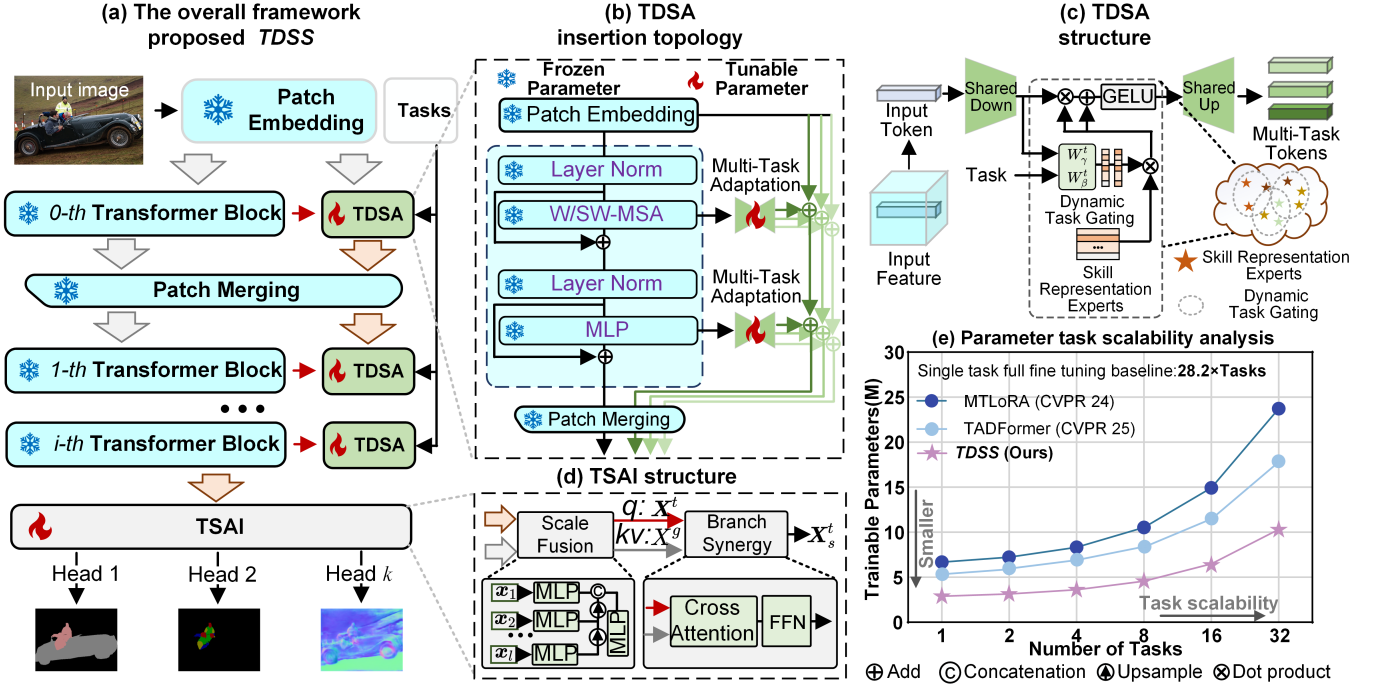 (a) The overall framework
proposed TDSS
Input image
Patch
Embedding
Tasks
0-th Transformer Block
TDSA
Patch Merging
1-th Transformer Block
TDSA
•••
i-th Transformer Block
TDSA
TSAI
Head 1
Head 2
Head k
(b) TDSA
insertion topology
Frozen
Parameter
Tunable
Parameter
Patch Embedding
Layer Norm
Multi-Task
Adaptation
W/SW-MSA
Layer Norm
Multi-Task
Adaptation
MLP
Patch Merging
(d) TSAI structure
Scale
Fusion
q: X^t
kv: X^g
Branch
Synergy
X_s^t
x_1 MLP
x_2 MLP
•••
x_l MLP
C
MLP
Cross
Attention
FFN
(c) TDSA
structure
Input
Token
Shared
Down
GELU
Shared
Up
Multi-Task
Tokens
Task
W_γ^t
W_β^t
Dynamic
Task Gating
Input
Feature
...
Skill
Representation
Experts
Skill Representation
Experts
Dynamic
Task Gating
(e) Parameter task scalability analysis
Single task full fine tuning baseline:28.2×Tasks
MTLoRA (CVPR 24)
TADFormer (CVPR 25)
TDSS (Ours)
Trainable Parameters(M)
30
25
20
15
10
5
0
Smaller
Task scalability
1 2 4 8 16 32
Number of Tasks
Add C Concatenation Upsample Dot product